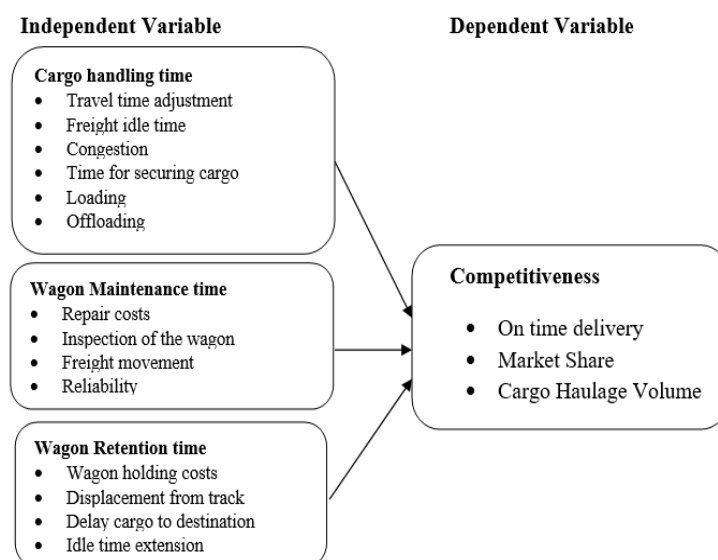 Independent Variable
Dependent Variable
Cargo handling time
• Travel time adjustment
• Freight idle time
• Congestion
• Time for securing cargo
• Loading
• Offloading
Wagon Maintenance time
• Repair costs
• Inspection of the wagon
• Freight movement
• Reliability
Wagon Retention time
• Wagon holding costs
• Displacement from track
• Delay cargo to destination
• Idle time extension
Competitiveness
• On time delivery
• Market Share
• Cargo Haulage Volume